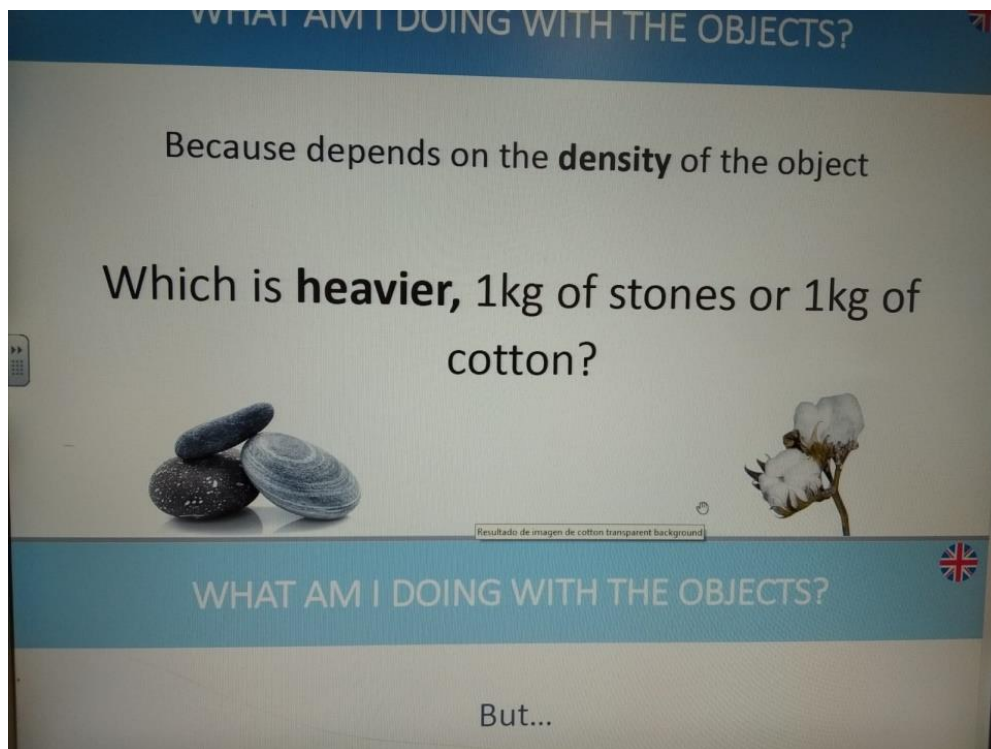 WHAT AM I DOING WITH THE OBJECTS?
Because depends on the density of the object
Which is heavier, 1kg of stones or 1kg of
cotton?
Resultado de imagen de cotton transparent background
WHAT AM I DOING WITH THE OBJECTS?
But...